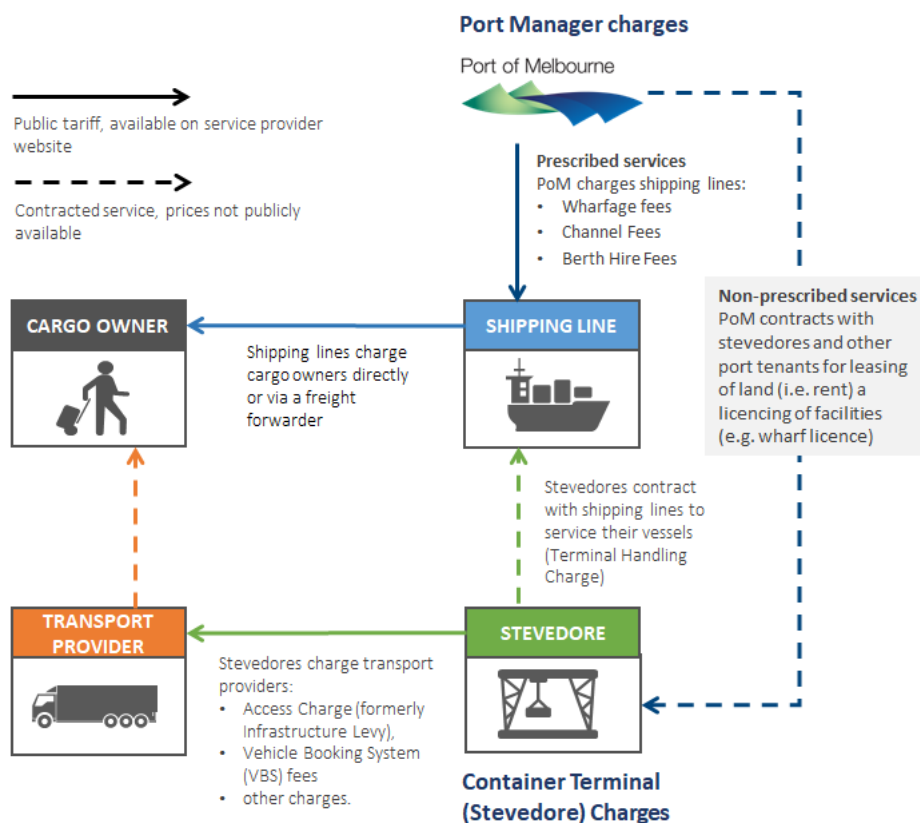 Port Manager charges
Port of Melbourne
Public tariff, available on service provider
website
Contracted service, prices not publicly
available
Prescribed services
PoM charges shipping lines:
• Wharfage fees
• Channel Fees
• Berth Hire Fees
Non-prescribed services
PoM contracts with
stevedores and other
port tenants for leasing
of land (i.e. rent) a
licencing of facilities
(e.g. wharf licence)
CARGO OWNER
SHIPPING LINE
Shipping lines charge
cargo owners directly
or via a freight
forwarder
Stevedores contract
with shipping lines to
service their vessels
(Terminal Handling
Charge)
TRANSPORT
PROVIDER
STEVEDORE
Stevedores charge transport
providers:
• Access Charge (formerly
Infrastructure Levy),
• Vehicle Booking System
(VBS) fees
• other charges.
Container Terminal
(Stevedore) Charges